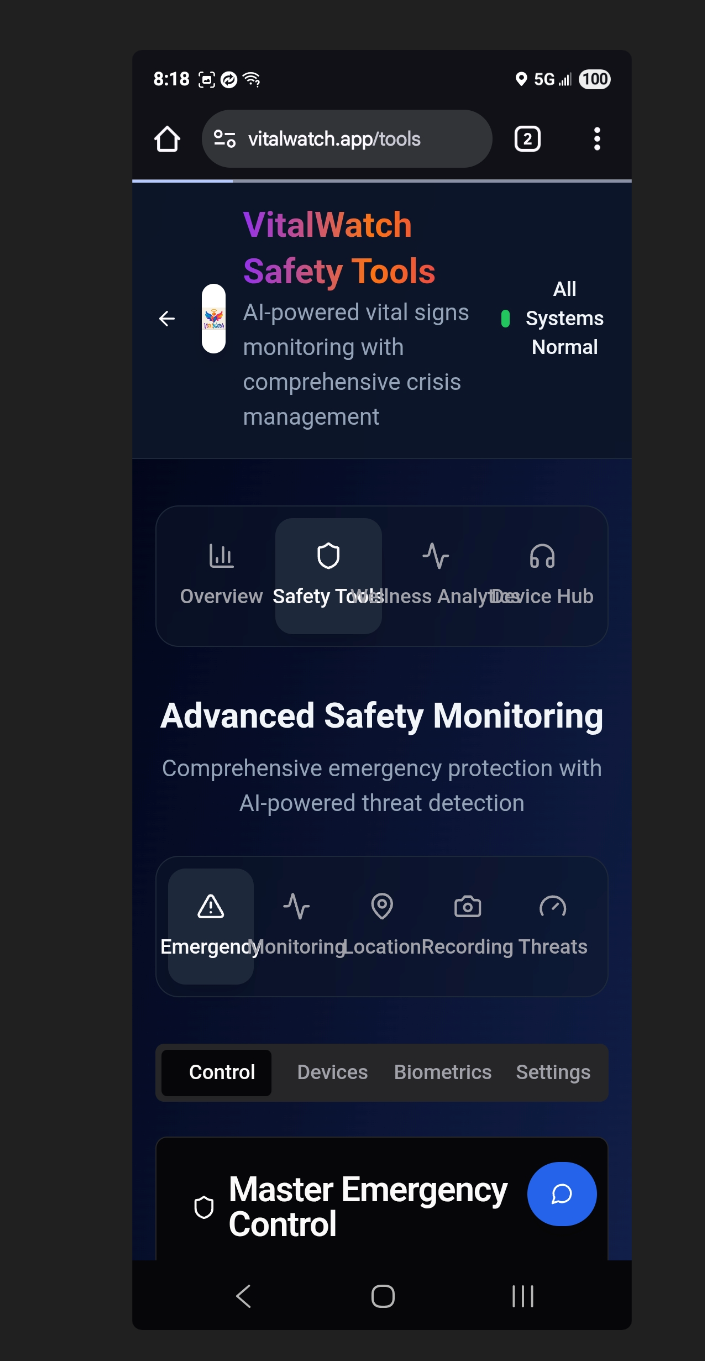 8:18
5G
100
vitalwatch.app/tools
2
VitalWatch
Safety Tools
AI-powered vital signs
monitoring with
comprehensive crisis
management
All
Systems
Normal
Overview
Safety Tools
Wellness Analytics
Device Hub
Advanced Safety Monitoring
Comprehensive emergency protection with
AI-powered threat detection
Emergency
Monitoring
Location
Recording
Threats
Control
Devices
Biometrics
Settings
Master Emergency
Control